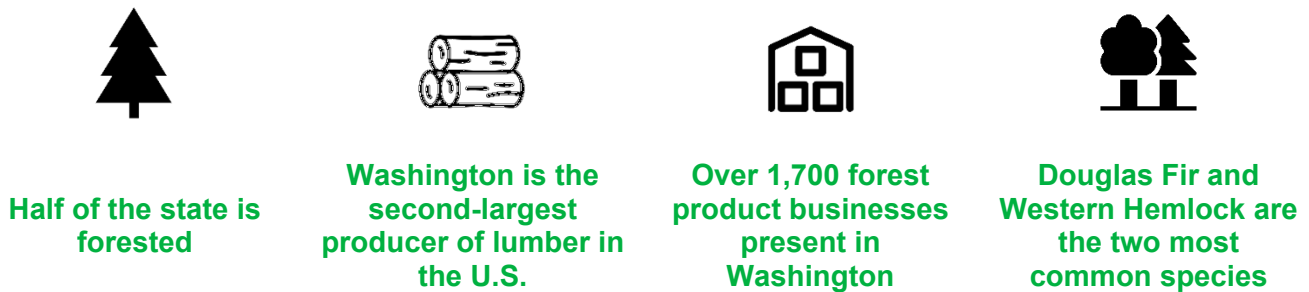 Half of the state is
forested
Washington is the
second-largest
producer of lumber in
the U.S.
Over 1,700 forest
product businesses
present in
Washington
Douglas Fir and
Western Hemlock are
the two most
common species